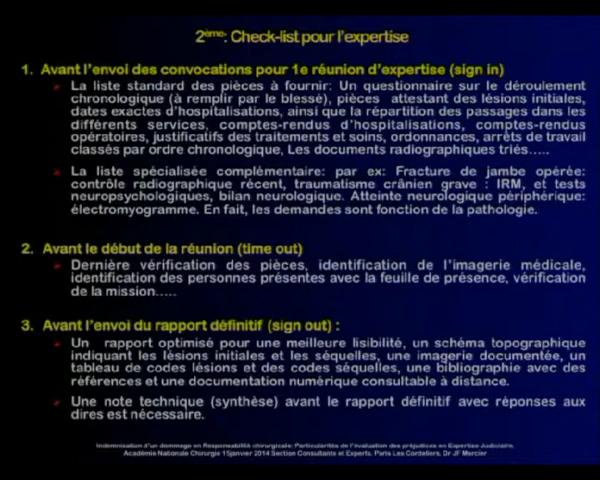 2ème: Check-list pour l'expertise
1. Avant l'envoi des convocations pour 1e réunion d'expertise (sign in)
La liste standard des pièces à fournir: Un questionnaire sur le déroulement
chronologique (à remplir par le blessé), pièces attestant des lésions initiales,
dates exactes d'hospitalisations, ainsi que la répartition des passages dans les
différents services, comptes-rendus d'hospitalisations, comptes-rendus
opératoires, justificatifs des traitements et soins, ordonnances, arrêts de travail
classés par ordre chronologique, Les documents radiographiques triés.....
La liste spécialisée complémentaire: par ex: Fracture de jambe opérée:
contrôle radiographique récent, traumatisme crânien grave : IRM, et tests
neuropsychologiques, bilan neurologique. Atteinte neurologique périphérique:
électromyogramme. En fait, les demandes sont fonction de la pathologie.
2. Avant le début de la réunion (time out)
Dernière vérification des pièces, identification de l'imagerie médicale,
identification des personnes présentes avec la feuille de présence, vérification
de la mission.....
3. Avant l'envoi du rapport définitif (sign out) :
Un rapport optimisé pour une meilleure lisibilité, un schéma topographique
indiquant les lésions initiales et les séquelles, une imagerie documentée, un
tableau de codes lésions et des codes séquelles, une bibliographie avec des
références et une documentation numérique consultable à distance.
Une note technique (synthèse) avant le rapport définitif avec réponses aux
dires est nécessaire.
Indemnisation d'un dommage en Responsabilité chirurgicale: Particularités de l'évaluation des préjudices en Expertise Judiciaire.
Académie Nationale Chirurgie 15janvier 2014 Section Consultants et Experts. Paris Les Cordeliers. Dr JF Mercier